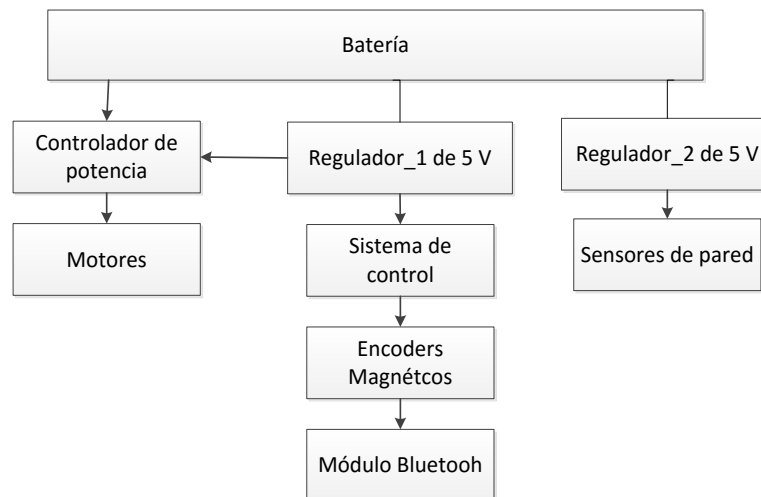 Batería
Controlador de
potencia
Regulador_1 de 5 V
Regulador_2 de 5 V
Motores
Sistema de
control
Sensores de pared
Encoders
Magnétcos
Módulo Bluetooh